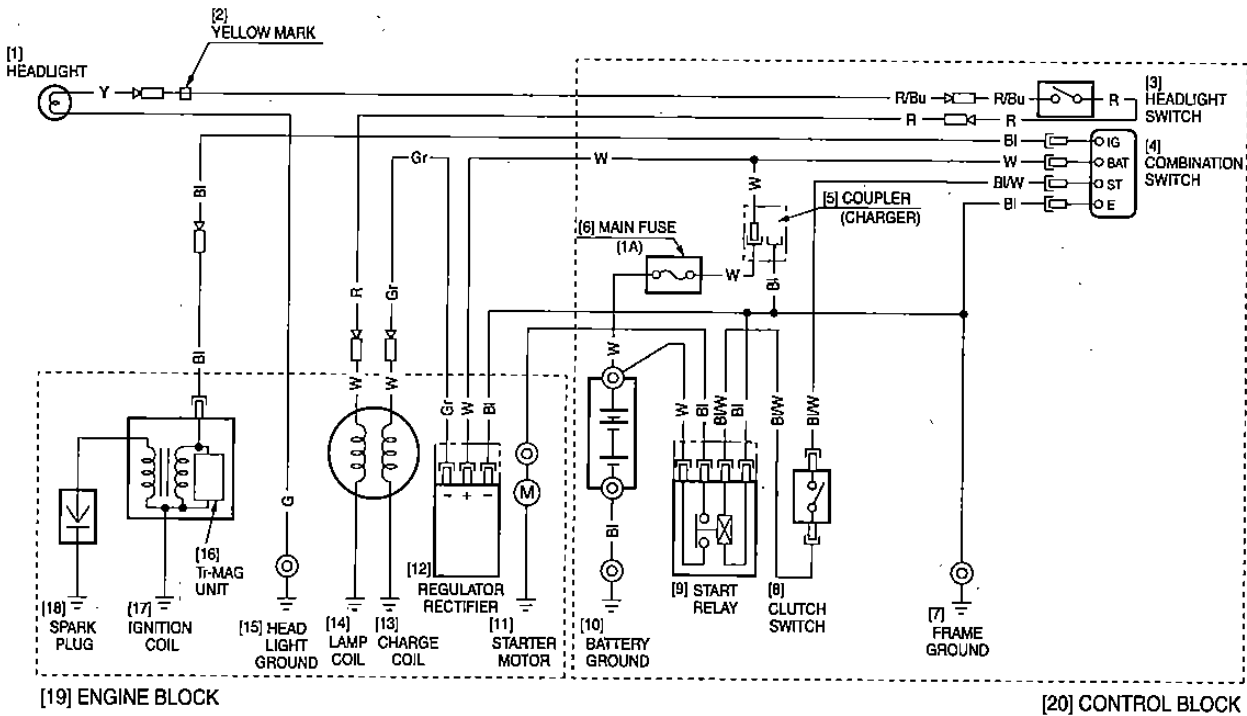 [2]
YELLOW MARK
[1]
HEADLIGHT
Y
R/Bu
R/Bu
R
[3]
HEADLIGHT
SWITCH
R
R
Bl
IG
[4]
COMBINATION
SWITCH
Gr
W
W
BAT
Bl/W
ST
Bl
E
Bl
W
[5] COUPLER
(CHARGER)
[6] MAIN FUSE
(1A)
W
Bl
R
Gr
Bl
W
W
W
Gr
W
Bl
W
Bl
Bl/W
Bl
Bl/W
Bl/W
- + -
M
G
Bl
[16]
Tr-MAG
UNIT
[12]
REGULATOR
RECTIFIER
[9] START
RELAY
[8]
CLUTCH
SWITCH
[18]
SPARK
PLUG
[17]
IGNITION
COIL
[15] HEAD
LIGHT
GROUND
[14]
LAMP
COIL
[13]
CHARGE
COIL
[11]
STARTER
MOTOR
[10]
BATTERY
GROUND
[7]
FRAME
GROUND
[19] ENGINE BLOCK
[20] CONTROL BLOCK